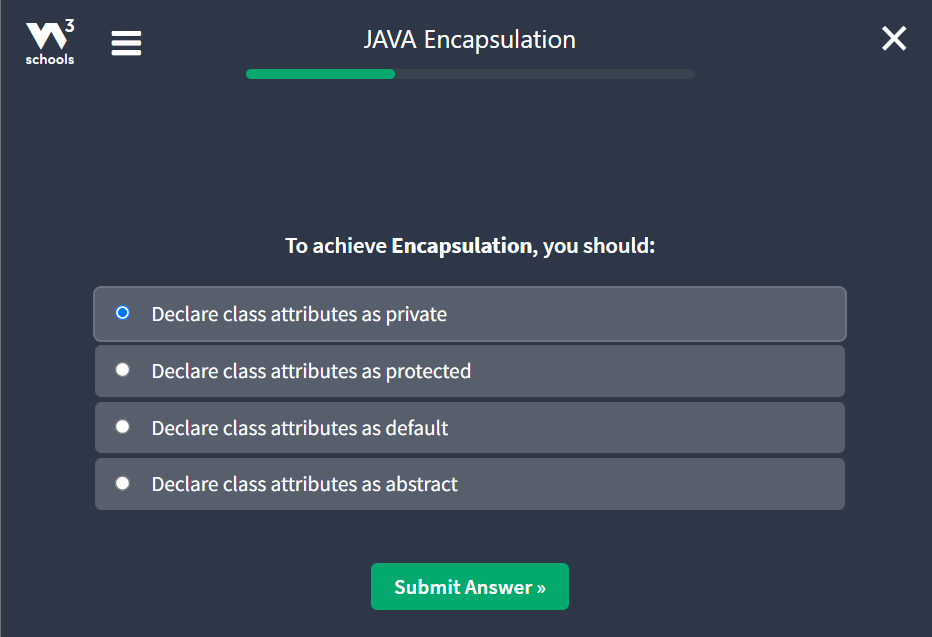 3
schools
JAVA Encapsulation
To achieve Encapsulation, you should:
Declare class attributes as private
Declare class attributes as protected
Declare class attributes as default
Declare class attributes as abstract
Submit Answer »